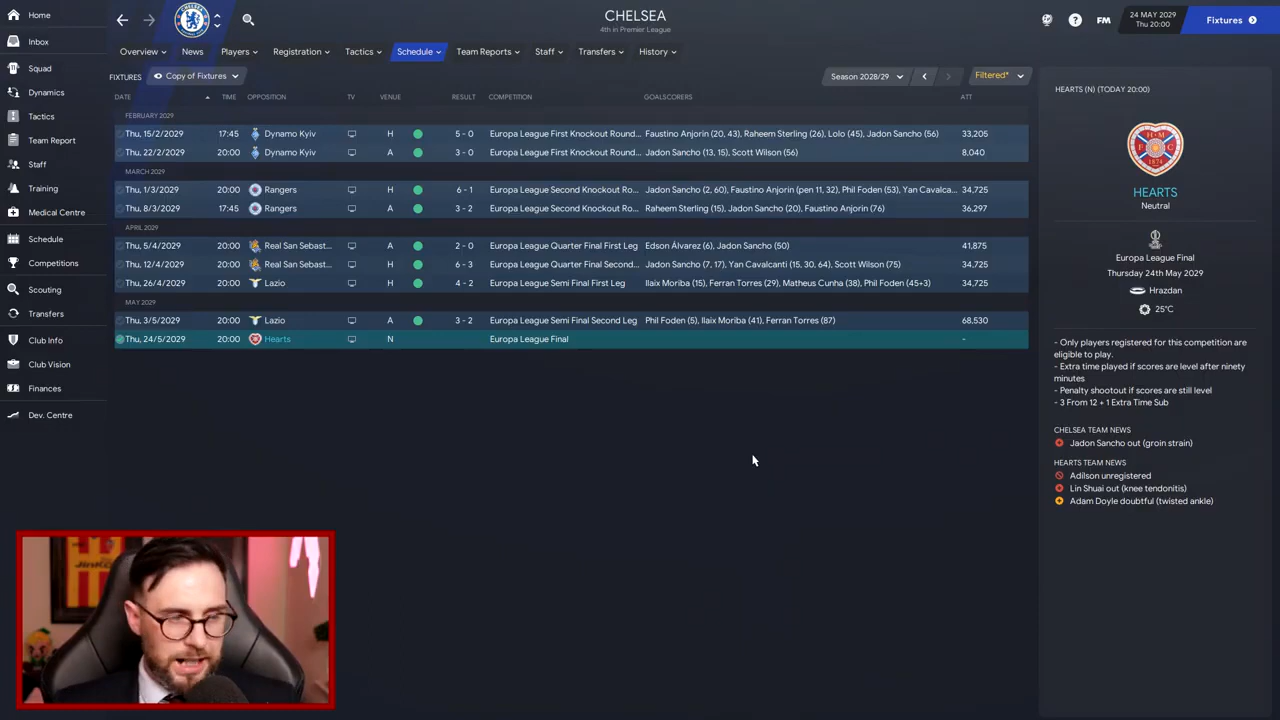 CHELSEA
4th in Premier League
24 MAY 2029
Thu 20:00
FM
Fixtures
Home
Inbox
Squad
Dynamics
Tactics
Team Report
Staff
Training
Medical Centre
Schedule
Competitions
Scouting
Transfers
Club Info
Club Vision
Finances
Dev. Centre
Overview News Players Registration Tactics Schedule Team Reports Staff Transfers History
FIXTURES Copy of Fixtures Season 2028/29 Filtered*
DATE TIME OPPOSITION TV VENUE RESULT COMPETITION GOALSCORERS ATT
FEBRUARY 2029
Thu, 15/2/2029 17:45 Dynamo Kyiv H 5 - 0 Europa League First Knockout Round... Faustino Anjorin (20, 43), Raheem Sterling (26), Lolo (45), Jadon Sancho (56) 33,205
Thu, 22/2/2029 20:00 Dynamo Kyiv A 3 - 0 Europa League First Knockout Round... Jadon Sancho (13, 15), Scott Wilson (56) 8,040
MARCH 2029
Thu, 1/3/2029 20:00 Rangers H 6 - 1 Europa League Second Knockout Ro... Jadon Sancho (2, 60), Faustino Anjorin (pen 11, 32), Phil Foden (53), Yan Cavalca... 34,725
Thu, 8/3/2029 17:45 Rangers A 3 - 2 Europa League Second Knockout Ro... Raheem Sterling (15), Jadon Sancho (20), Faustino Anjorin (76) 36,297
APRIL 2029
Thu, 5/4/2029 20:00 Real San Sebast... A 2 - 0 Europa League Quarter Final First Leg Edson Álvarez (6), Jadon Sancho (50) 41,875
Thu, 12/4/2029 20:00 Real San Sebast... H 6 - 3 Europa League Quarter Final Second... Jadon Sancho (7, 17), Yan Cavalcanti (15, 30, 64), Scott Wilson (75) 34,725
Thu, 26/4/2029 20:00 Lazio H 4 - 2 Europa League Semi Final First Leg Ilaix Moriba (15), Ferran Torres (29), Matheus Cunha (38), Phil Foden (45+3) 34,725
MAY 2029
Thu, 3/5/2029 20:00 Lazio A 3 - 2 Europa League Semi Final Second Leg Phil Foden (5), Ilaix Moriba (41), Ferran Torres (87) 68,530
Thu, 24/5/2029 20:00 Hearts N Europa League Final -
HEARTS (N) (TODAY 20:00)
H M
F C
1874
HEARTS
Neutral
Europa League Final
Thursday 24th May 2029
Hrazdan
25°C
- Only players registered for this competition are
eligible to play.
- Extra time played if scores are level after ninety
minutes
- Penalty shootout if scores are still level
- 3 From 12 + 1 Extra Time Sub
CHELSEA TEAM NEWS
Jadon Sancho out (groin strain)
HEARTS TEAM NEWS
Adilson unregistered
Lin Shuai out (knee tendonitis)
Adam Doyle doubtful (twisted ankle)